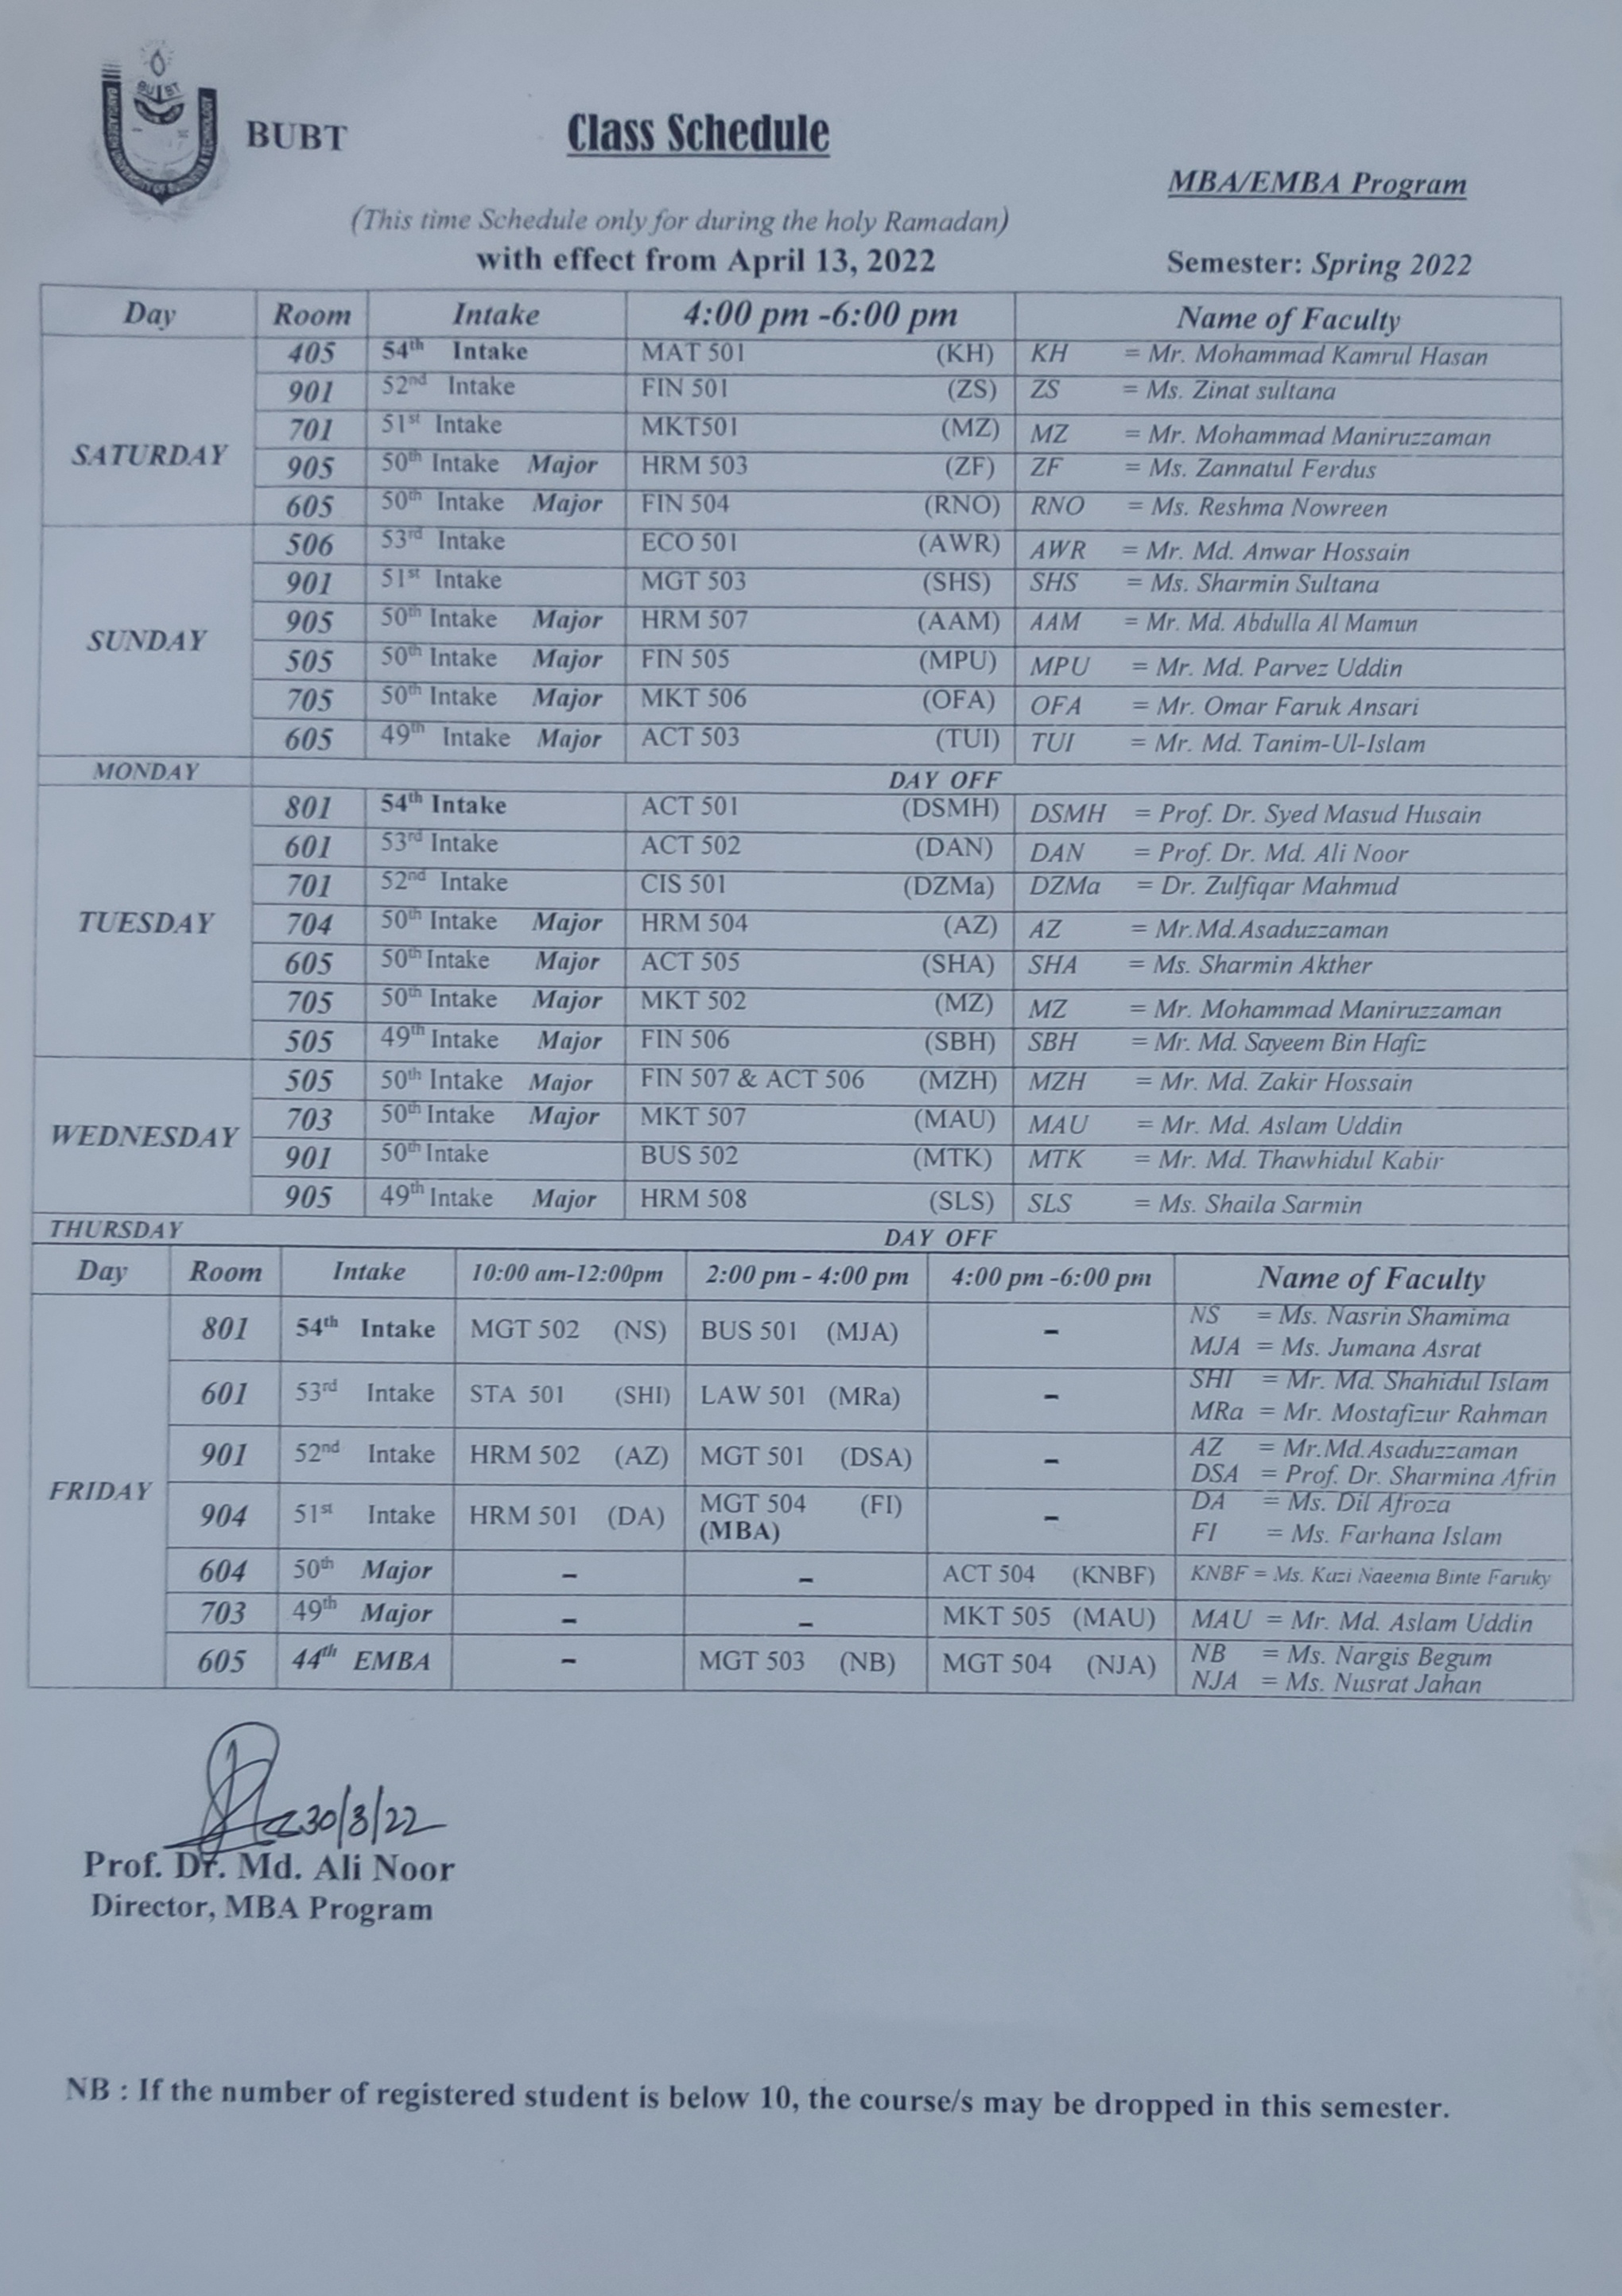 BUBT
Class Schedule
MBA/EMBA Program
(This time Schedule only for during the holy Ramadan)
with effect from April 13, 2022
Semester: Spring 2022
Day Room Intake 4:00 pm -6:00 pm Name of Faculty
SATURDAY
405 54th Intake MAT 501 (KH) KH = Mr. Mohammad Kamrul Hasan
901 52nd Intake FIN 501 (ZS) ZS = Ms. Zinat sultana
701 51st Intake MKT501 (MZ) MZ = Mr. Mohammad Maniruzzaman
905 50th Intake Major HRM 503 (ZF) ZF = Ms. Zannatul Ferdus
605 50th Intake Major FIN 504 (RNO) RNO = Ms. Reshma Nowreen
SUNDAY
506 53rd Intake ECO 501 (AWR) AWR = Mr. Md. Anwar Hossain
901 51st Intake MGT 503 (SHS) SHS = Ms. Sharmin Sultana
905 50th Intake Major HRM 507 (AAM) AAM = Mr. Md. Abdulla Al Mamun
505 50th Intake Major FIN 505 (MPU) MPU = Mr. Md. Parvez Uddin
705 50th Intake Major MKT 506 (OFA) OFA = Mr. Omar Faruk Ansari
605 49th Intake Major ACT 503 (TUI) TUI = Mr. Md. Tanim-Ul-Islam
MONDAY DAY OFF
TUESDAY
801 54th Intake ACT 501 (DSMH) DSMH = Prof. Dr. Syed Masud Husain
601 53rd Intake ACT 502 (DAN) DAN = Prof. Dr. Md. Ali Noor
701 52nd Intake CIS 501 (DZMa) DZMa = Dr. Zulfiqar Mahmud
704 50th Intake Major HRM 504 (AZ) AZ = Mr.Md.Asaduzzaman
605 50th Intake Major ACT 505 (SHA) SHA = Ms. Sharmin Akther
705 50th Intake Major MKT 502 (MZ) MZ = Mr. Mohammad Maniruzzaman
505 49th Intake Major FIN 506 (SBH) SBH = Mr. Md. Sayeem Bin Hafiz
WEDNESDAY
505 50th Intake Major FIN 507 & ACT 506 (MZH) MZH = Mr. Md. Zakir Hossain
703 50th Intake Major MKT 507 (MAU) MAU = Mr. Md. Aslam Uddin
901 50th Intake BUS 502 (MTK) MTK = Mr. Md. Thawhidul Kabir
905 49th Intake Major HRM 508 (SLS) SLS = Ms. Shaila Sarmin
THURSDAY DAY OFF
Day Room Intake 10:00 am-12:00pm 2:00 pm - 4:00 pm 4:00 pm -6:00 pm Name of Faculty
FRIDAY
801 54th Intake MGT 502 (NS) BUS 501 (MJA) – NS = Ms. Nasrin Shamima
MJA = Ms. Jumana Asrat
601 53rd Intake STA 501 (SHI) LAW 501 (MRa) – SHI = Mr. Md. Shahidul Islam
MRa = Mr. Mostafizur Rahman
901 52nd Intake HRM 502 (AZ) MGT 501 (DSA) – AZ = Mr.Md.Asaduzzaman
DSA = Prof. Dr. Sharmina Afrin
904 51st Intake HRM 501 (DA) MGT 504 (FI) – DA = Ms. Dil Afroza
(MBA) FI = Ms. Farhana Islam
604 50th Major – – ACT 504 (KNBF) KNBF = Ms. Kazi Naeema Binte Faruky
703 49th Major – – MKT 505 (MAU) MAU = Mr. Md. Aslam Uddin
605 44th EMBA – MGT 503 (NB) MGT 504 (NJA) NB = Ms. Nargis Begum
NJA = Ms. Nusrat Jahan
30/3/22
Prof. Dr. Md. Ali Noor
Director, MBA Program
NB : If the number of registered student is below 10, the course/s may be dropped in this semester.